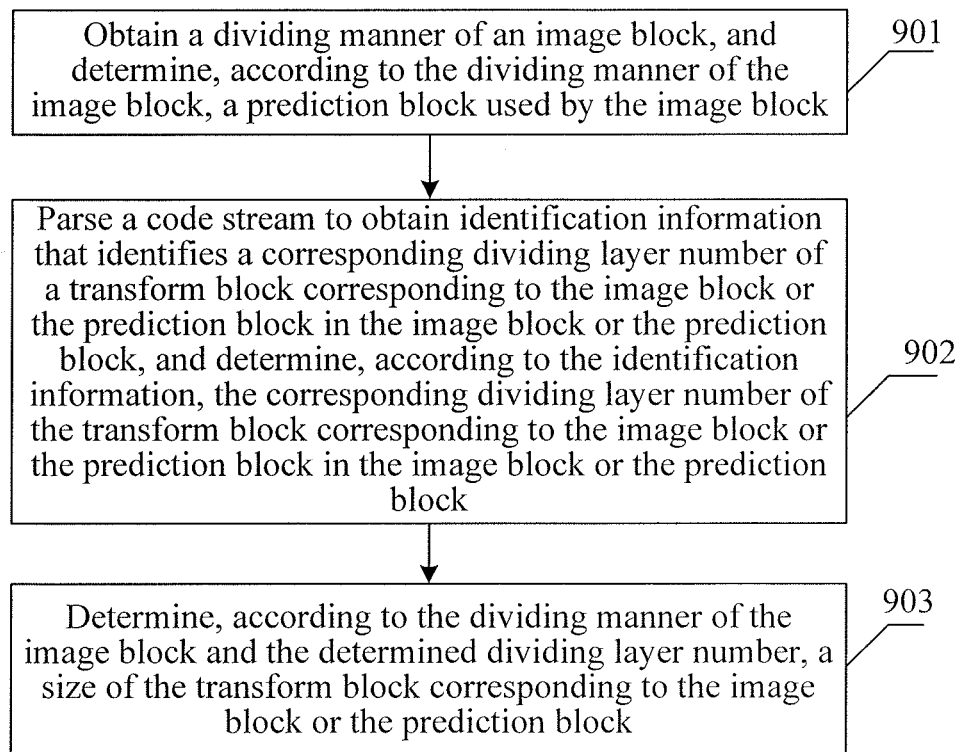 Obtain a dividing manner of an image block, and
determine, according to the dividing manner of the
image block, a prediction block used by the image block
901
Parse a code stream to obtain identification information
that identifies a corresponding dividing layer number of
a transform block corresponding to the image block or
the prediction block in the image block or the prediction
block, and determine, according to the identification
information, the corresponding dividing layer number of
the transform block corresponding to the image block or
the prediction block in the image block or the prediction
block
902
Determine, according to the dividing manner of the
image block and the determined dividing layer number, a
size of the transform block corresponding to the image
block or the prediction block
903